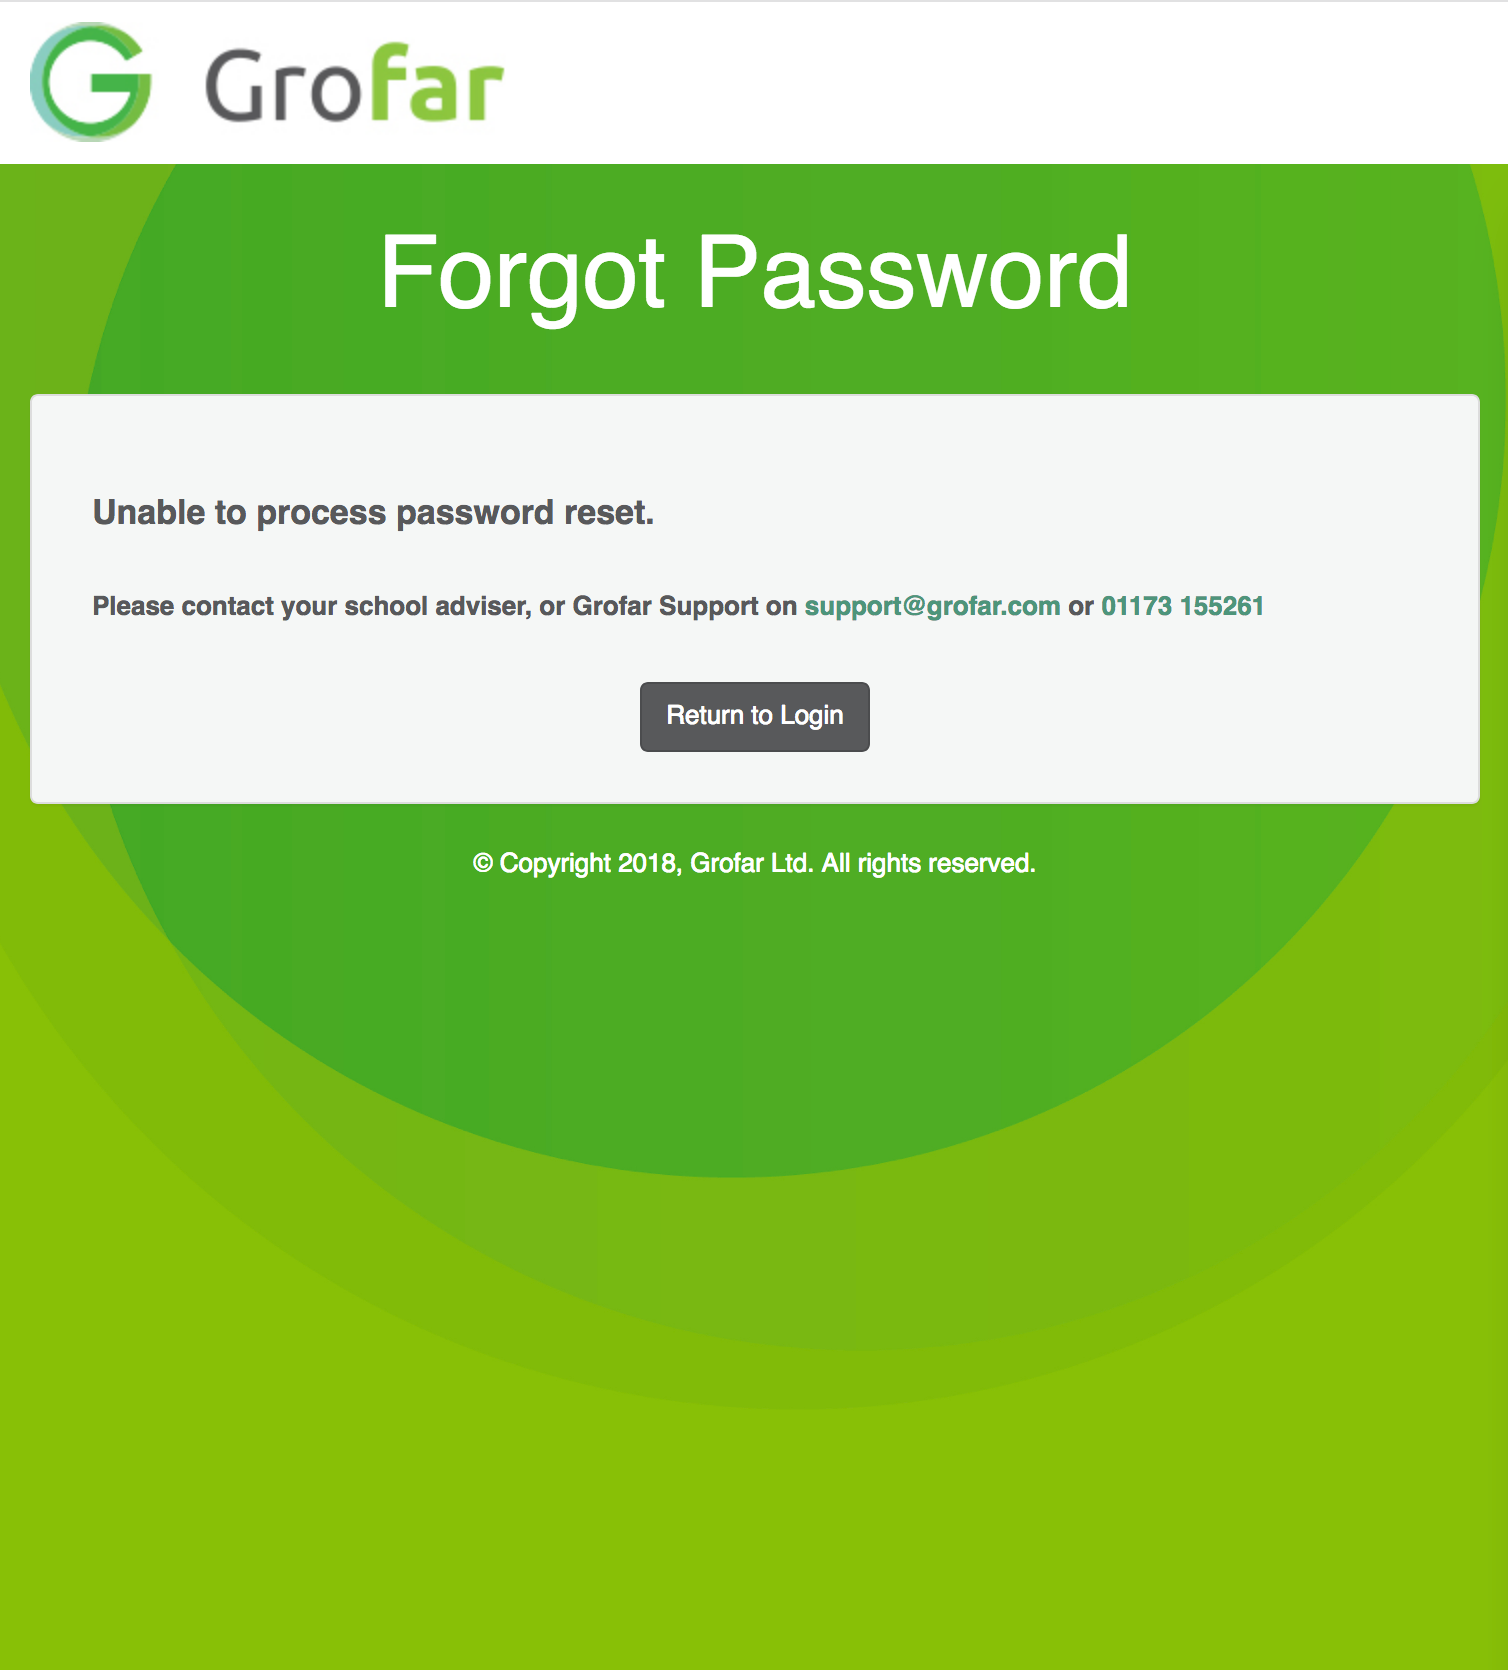 Grofar
Forgot Password
Unable to process password reset.
Please contact your school adviser, or Grofar Support on support@grofar.com or 01173 155261
Return to Login
© Copyright 2018, Grofar Ltd. All rights reserved.